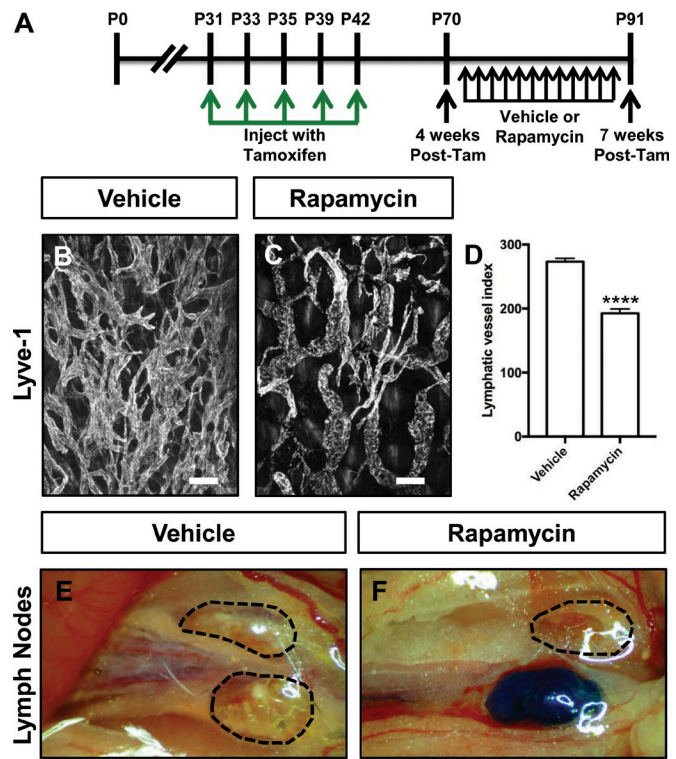 A
P0 P31 P33 P35 P39 P42 P70 P91
Inject with
Tamoxifen
4 weeks
Post-Tam
Vehicle or
Rapamycin
7 weeks
Post-Tam
Vehicle
Rapamycin
Lyve-1
B
C
D
Lymphatic vessel index
300
200
100
0
****
Vehicle
Rapamycin
Vehicle
Rapamycin
Lymph Nodes
E
F